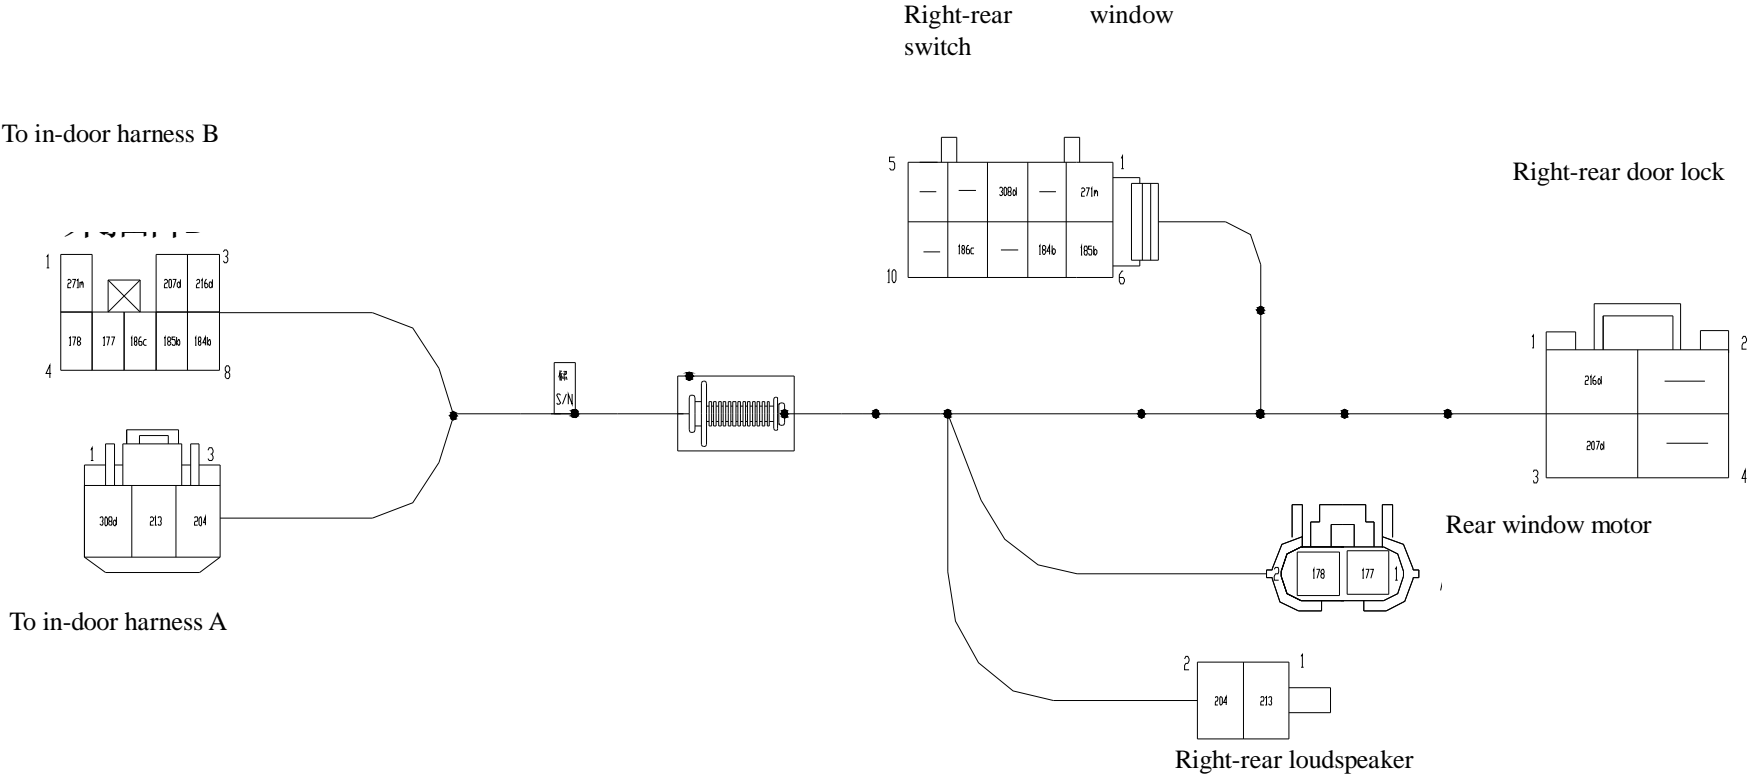 Right-rear window
switch
To in-door harness B
Right-rear door lock
5 1
308d 271m
186c 184b 185b
10 6
1 3
271m 207d 216d
178 177 186c 185b 184b
4 8
S/N
1 2
216d
207d
3 4
1 3
308d 213 204
To in-door harness A
Rear window motor
2 178 177 1
2 1
204 213
Right-rear loudspeaker